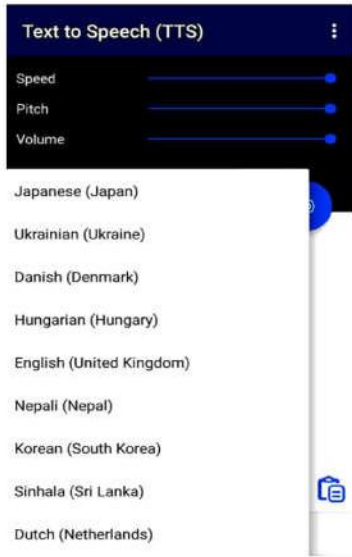 Text to Speech (TTS)
Speed
Pitch
Volume
Japanese (Japan)
Ukrainian (Ukraine)
Danish (Denmark)
Hungarian (Hungary)
English (United Kingdom)
Nepali (Nepal)
Korean (South Korea)
Sinhala (Sri Lanka)
Dutch (Netherlands)